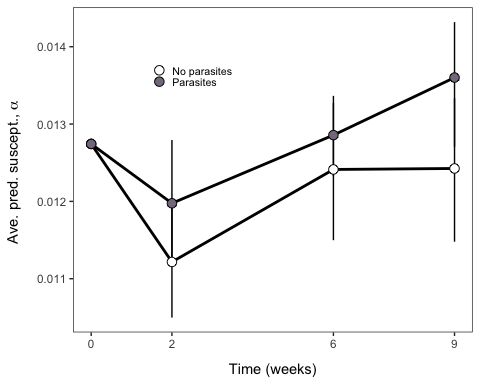 0.014
0.013
0.012
0.011
Ave. pred. suscept., α
No parasites
Parasites
0 2 6 9
Time (weeks)